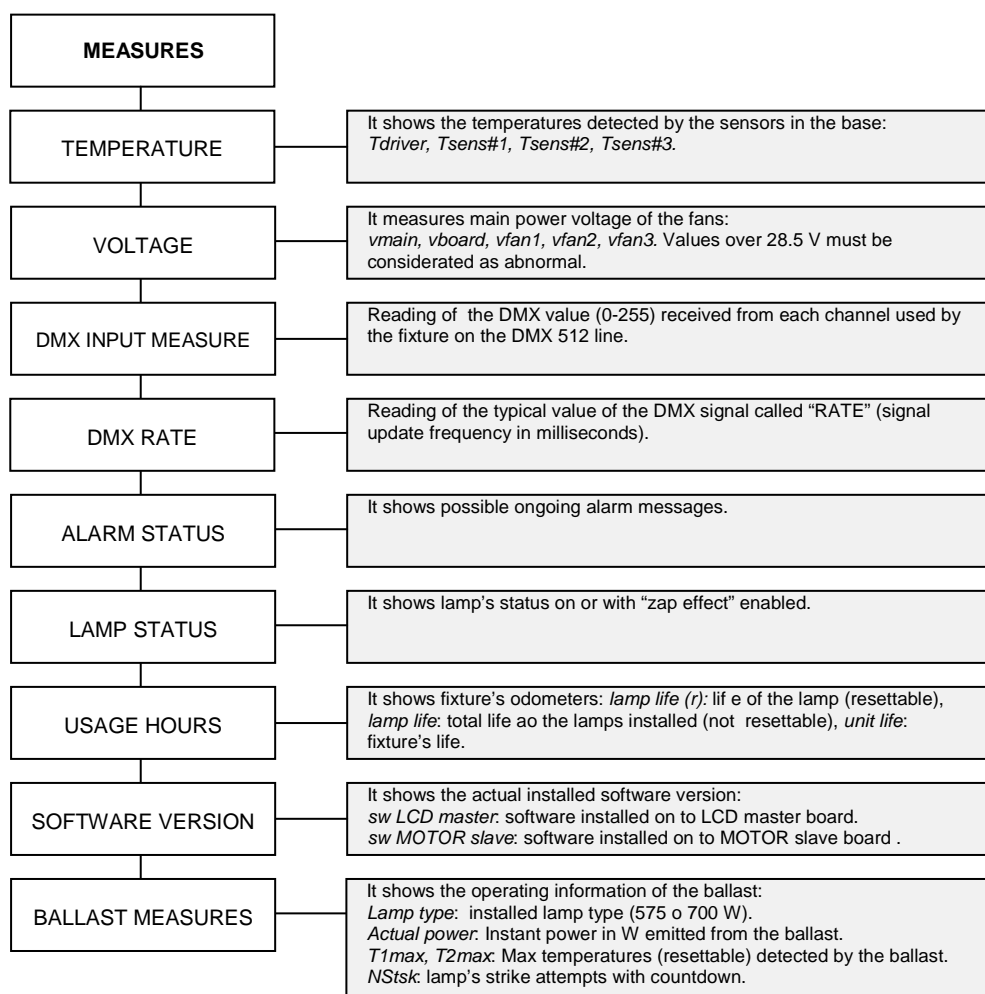 MEASURES
TEMPERATURE
It shows the temperatures detected by the sensors in the base:
Tdriver, Tsens#1, Tsens#2, Tsens#3.
VOLTAGE
It measures main power voltage of the fans:
vmain, vboard, vfan1, vfan2, vfan3. Values over 28.5 V must be
considerated as abnormal.
DMX INPUT MEASURE
Reading of the DMX value (0-255) received from each channel used by
the fixture on the DMX 512 line.
DMX RATE
Reading of the typical value of the DMX signal called “RATE” (signal
update frequency in milliseconds).
ALARM STATUS
It shows possible ongoing alarm messages.
LAMP STATUS
It shows lamp’s status on or with “zap effect” enabled.
USAGE HOURS
It shows fixture’s odometers: lamp life (r): lif e of the lamp (resettable),
lamp life: total life ao the lamps installed (not resettable), unit life:
fixture’s life.
SOFTWARE VERSION
It shows the actual installed software version:
sw LCD master: software installed on to LCD master board.
sw MOTOR slave: software installed on to MOTOR slave board .
BALLAST MEASURES
It shows the operating information of the ballast:
Lamp type: installed lamp type (575 o 700 W).
Actual power: Instant power in W emitted from the ballast.
T1max, T2max: Max temperatures (resettable) detected by the ballast.
NStsk: lamp’s strike attempts with countdown.